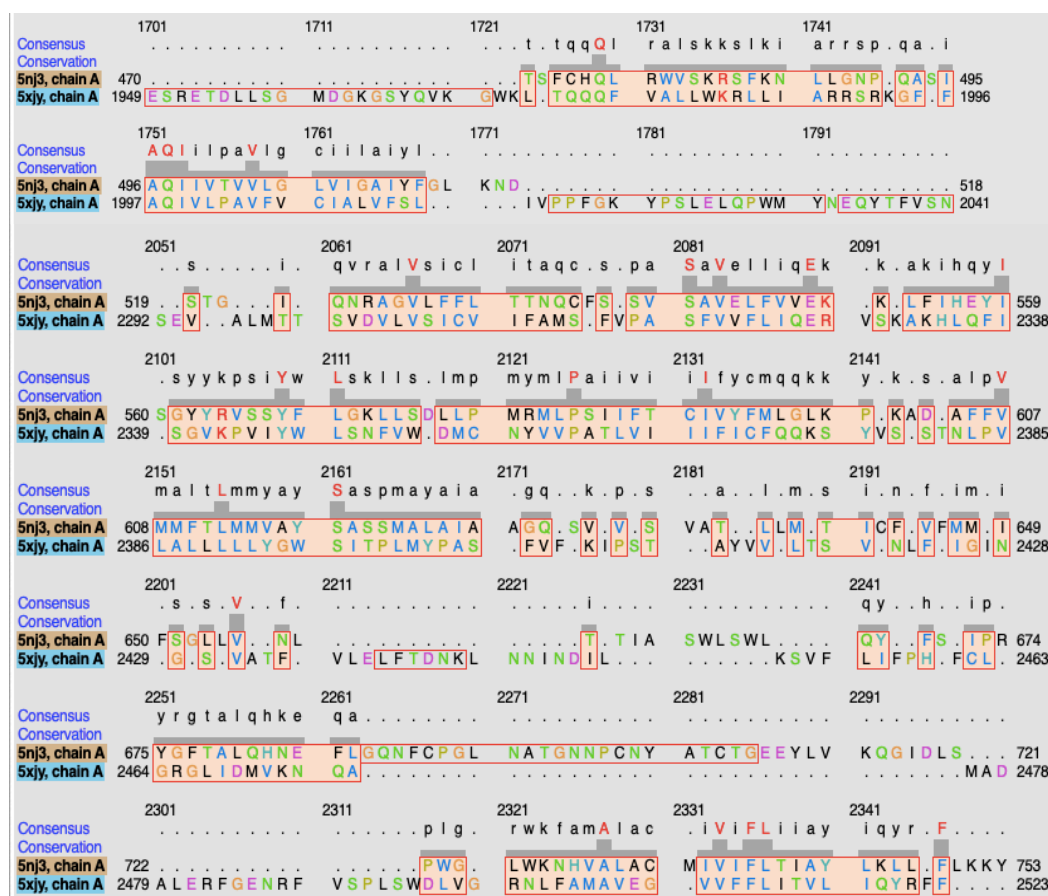 1701 1711 1721 1731 1741
Consensus . . . . . . . . . . . . . . . . . . . . . . t . t q q Q l r a l s k k s l k i a r r s p . q a . i
Conservation
5nj3, chain A 470 . . . . . . . . . . . . . . . . . . . . . . . T S F C H Q L R W V S K R S F K N L L G N P . Q A S I 495
5xjy, chain A 1949 E S R E T D L L S G M D G K G S Y Q V K G W K L . T Q Q Q F V A L L W K R L L I A R R S R K G F . F 1996
1751 1761 1771 1781 1791
Consensus A Q I i l p a V l g c i i l a i y l . . . . . . . . . . . . . . . . . . . . . . . . . . . . . . . .
Conservation
5nj3, chain A 496 A Q I I V T V V L G L V I G A I Y F G L K N D . . . . . . . . . . . . . . . . . . . . . . . . . . . 518
5xjy, chain A 1997 A Q I V L P A V F V C I A L V F S L . . . . I V P P F G K Y P S L E L Q P W M Y N E Q Y T F V S N 2041
2051 2061 2071 2081 2091
Consensus . . s . . . . . i . q v r a l V s i c l i t a q c . s . p a S a V e l l i q E k . k . a k i h q y I
Conservation
5nj3, chain A 519 . . S T G . . . I . Q N R A G V L F F L T T N Q C F S . S V S A V E L F V V E K . K . L F I H E Y I 559
5xjy, chain A 2292 S E V . . A L M T T S V D V L V S I C V I F A M S . F V P A S F V V F L I Q E R V S K A K H L Q F I 2338
2101 2111 2121 2131 2141
Consensus . s y y k p s i Y w L s k l l s . l m p m y m l P a i i v i i I f y c m q q k k y . k . s . a l p V
Conservation
5nj3, chain A 560 S G Y Y R V S S Y F L G K L L S D L L P M R M L P S I I F T C I V Y F M L G L K P . K A D . A F F V 607
5xjy, chain A 2339 . S G V K P V I Y W L S N F V W . D M C N Y V V P A T L V I I I F I C F Q Q K S Y V S . S T N L P V 2385
2151 2161 2171 2181 2191
Consensus m a l t L m m y a y S a s p m a y a i a . g q . . k . p . s . . a . . l . m . s i . n . f . i m . i
Conservation
5nj3, chain A 608 M M F T L M M V A Y S A S S M A L A I A A G Q . S V . V . S V A T . . L L M . T I C F . V F M M . I 649
5xjy, chain A 2386 L A L L L L L Y G W S I T P L M Y P A S . F V F . K I P S T . . A Y V V . L T S V . N L F . I G I N 2428
2201 2211 2221 2231 2241
Consensus . s . s . V . . f . . . . . . . . . . . . . . . . i . . . . . . . . . . . . . q y . . h . . i p .
Conservation
5nj3, chain A 650 F S G L L V . . N L . . . . . . . . . . . . . . . T . T I A S W L S W L . . . . Q Y . . F S . I P R 674
5xjy, chain A 2429 . G . S . V A T F . V L E L F T D N K L N N I N D I L . . . . . . . . . K S V F L I F P H . F C L . 2463
2251 2261 2271 2281 2291
Consensus y r g t a l q h k e q a . . . . . . . . . . . . . . . . . . . . . . . . . . . . . . . . . . . . . .
Conservation
5nj3, chain A 675 Y G F T A L Q H N E F L G Q N F C P G L N A T G N N P C N Y A T C T G E E Y L V K Q G I D L S . . . 721
5xjy, chain A 2464 G R G L I D M V K N Q A . . . . . . . . . . . . . . . . . . . . . . . . . . . . . . . . . . . M A D 2478
2301 2311 2321 2331 2341
Consensus . . . . . . . . . . . . . . . . p l g . r w k f a m A l a c . i V i F L i i a y i q y r . F . . . .
Conservation
5nj3, chain A 722 . . . . . . . . . . . . . . . . P W G . L W K N H V A L A C M I V I F L T I A Y L K L L . F L K K Y 753
5xjy, chain A 2479 A L E R F G E N R F V S P L S W D L V G R N L F A M A V E G . V V F F L I T V L I Q Y R F F . . . . 2523